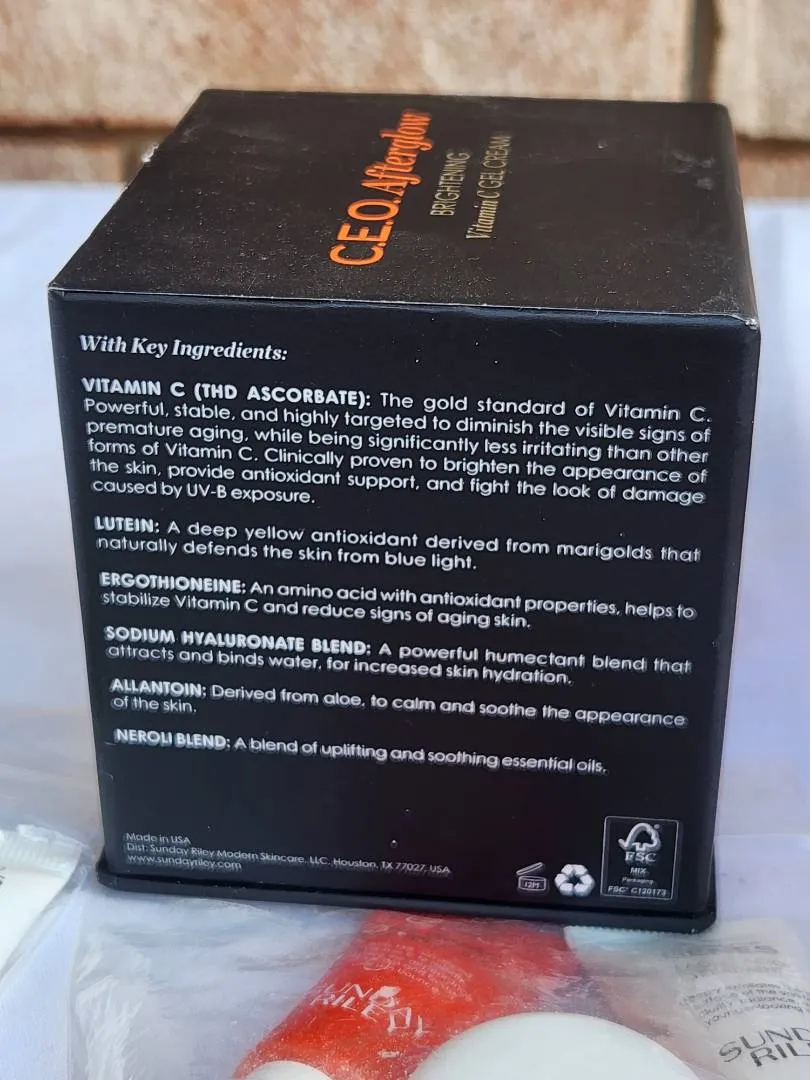 C.E.O. Afterglow
BRIGHTENING
Vitamin C GEL CREAM
With Key Ingredients:
VITAMIN C (THD ASCORBATE): The gold standard of Vitamin C.
Powerful, stable, and highly targeted to diminish the visible signs of
premature aging, while being significantly less irritating than other
forms of Vitamin C. Clinically proven to brighten the appearance of
the skin, provide antioxidant support, and fight the look of damage
caused by UV-B exposure.
LUTEIN: A deep yellow antioxidant derived from marigolds that
naturally defends the skin from blue light.
ERGOTHIONEINE: An amino acid with antioxidant properties, helps to
stabilize Vitamin C and reduce signs of aging skin.
SODIUM HYALURONATE BLEND: A powerful humectant blend that
attracts and binds water, for increased skin hydration.
ALLANTOIN: Derived from aloe, to calm and soothe the appearance
of the skin.
NEROLI BLEND: A blend of uplifting and soothing essential oils.
Made in USA
Dist: Sunday Riley Modern Skincare, LLC. Houston, TX 77027, USA
www.sundayriley.com
12M
FSC
MIX
Packaging
FSC® C120173
SUND
RIL